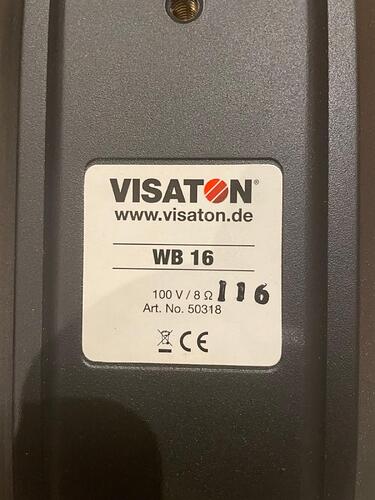 VISATON®
www.visaton.de
WB 16
100 V / 8 Ω 116
Art. No. 50318
CE